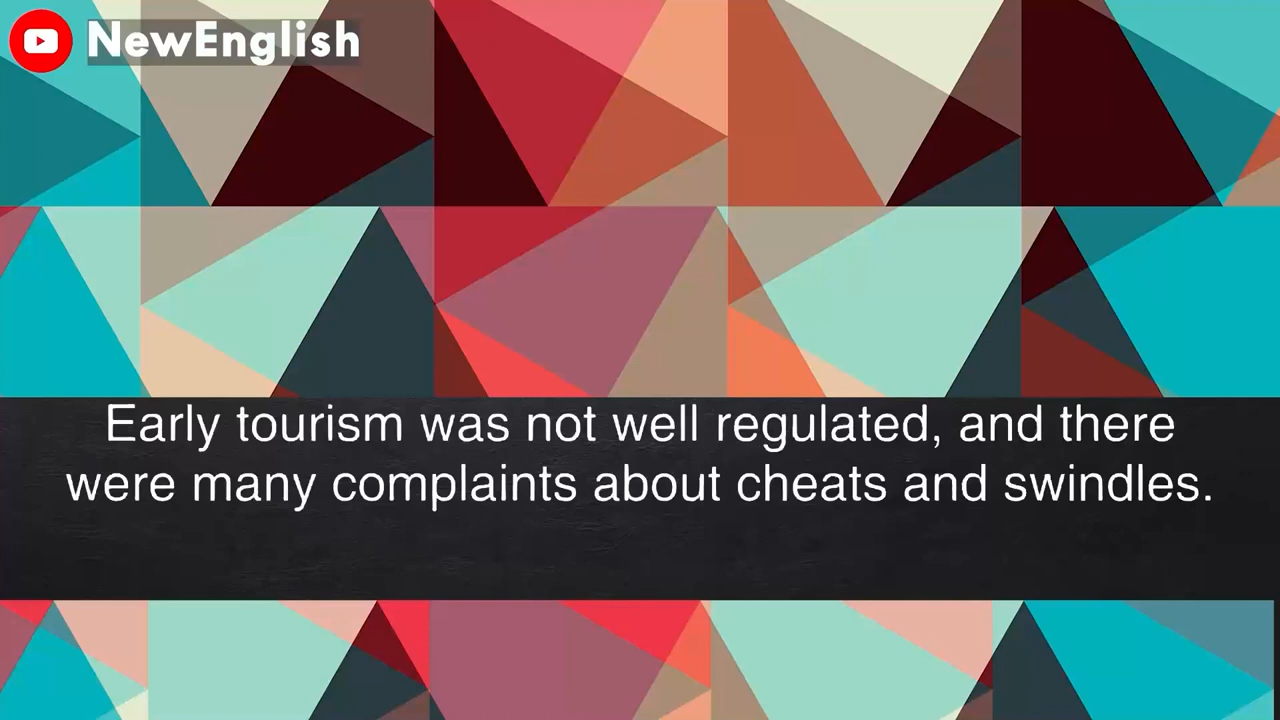 NewEnglish
Early tourism was not well regulated, and there
were many complaints about cheats and swindles.